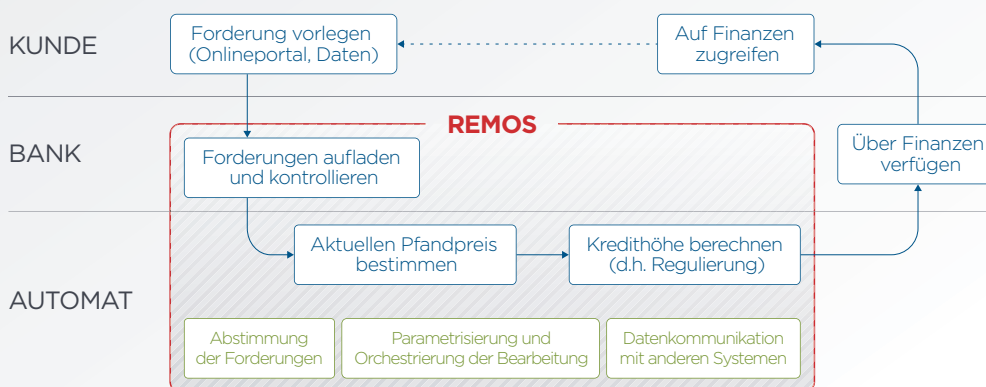 KUNDE
Forderung vorlegen
(Onlineportal, Daten)
Auf Finanzen
zugreifen
REMOS
BANK
Forderungen aufladen
und kontrollieren
Über Finanzen
verfügen
AUTOMAT
Aktuellen Pfandpreis
bestimmen
Kredithöhe berechnen
(d.h. Regulierung)
Abstimmung
der Forderungen
Parametrisierung und
Orchestrierung der Bearbeitung
Datenkommunikation
mit anderen Systemen